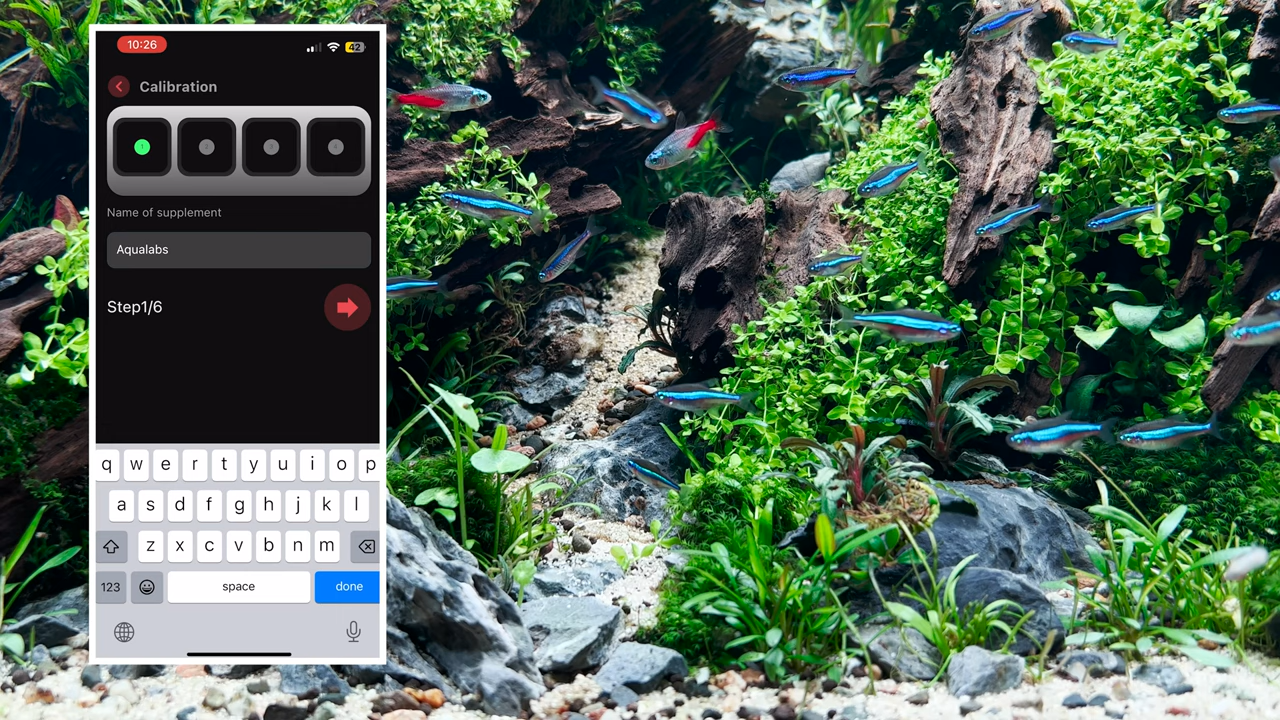 10:26
42
Calibration
Name of supplement
Aqualabs
Step1/6
q w e r t y u i o p
a s d f g h j k l
z x c v b n m
123 space done